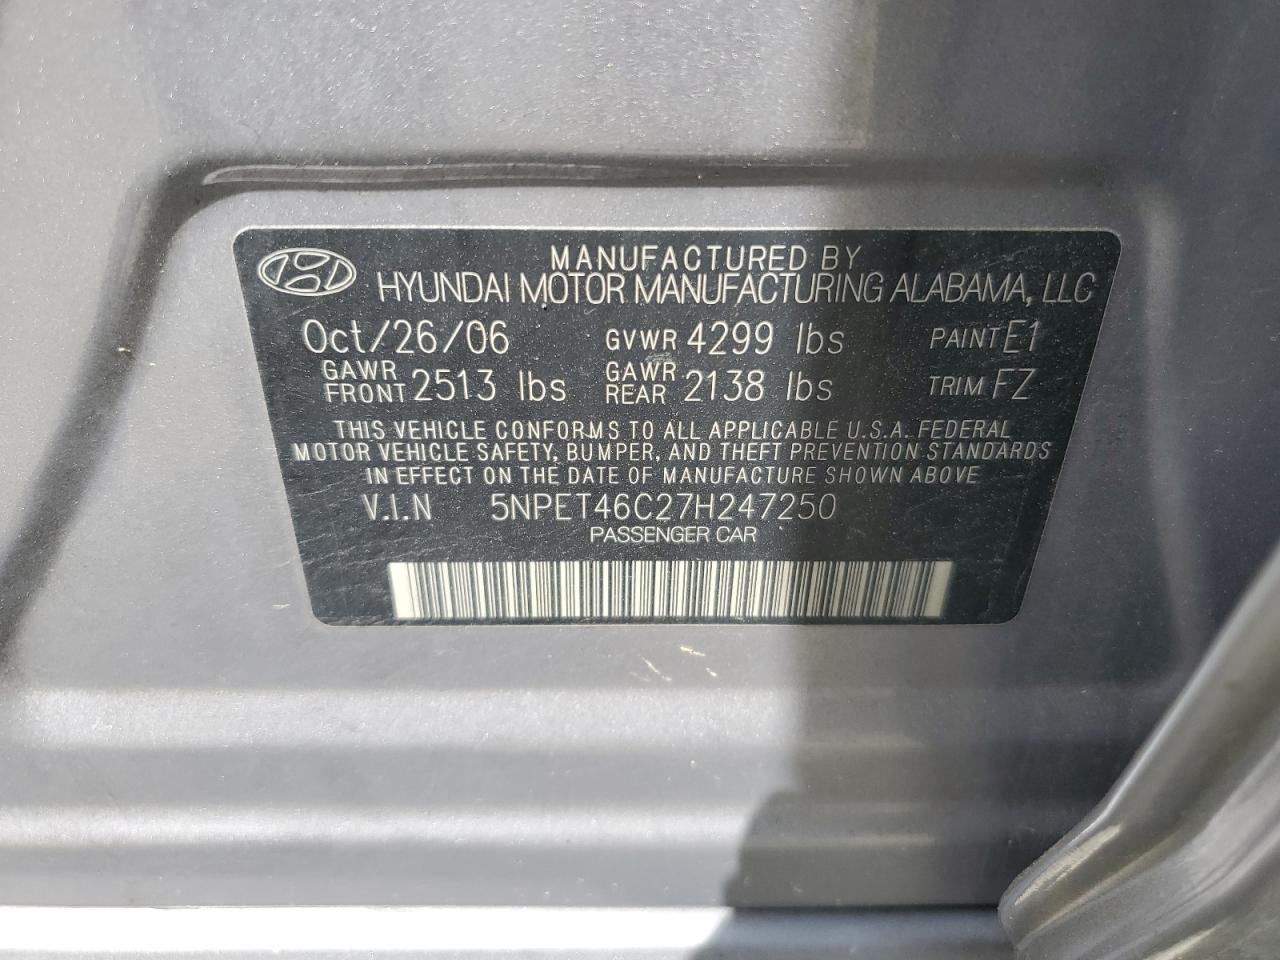 MANUFACTURED BY
HYUNDAI MOTOR MANUFACTURING ALABAMA, LLC
Oct/26/06 GVWR 4299 lbs PAINT E1
GAWR FRONT 2513 lbs GAWR REAR 2138 lbs TRIM FZ
THIS VEHICLE CONFORMS TO ALL APPLICABLE U.S.A. FEDERAL
MOTOR VEHICLE SAFETY, BUMPER, AND THEFT PREVENTION STANDARDS
IN EFFECT ON THE DATE OF MANUFACTURE SHOWN ABOVE
V.I.N 5NPET46C27H247250
PASSENGER CAR